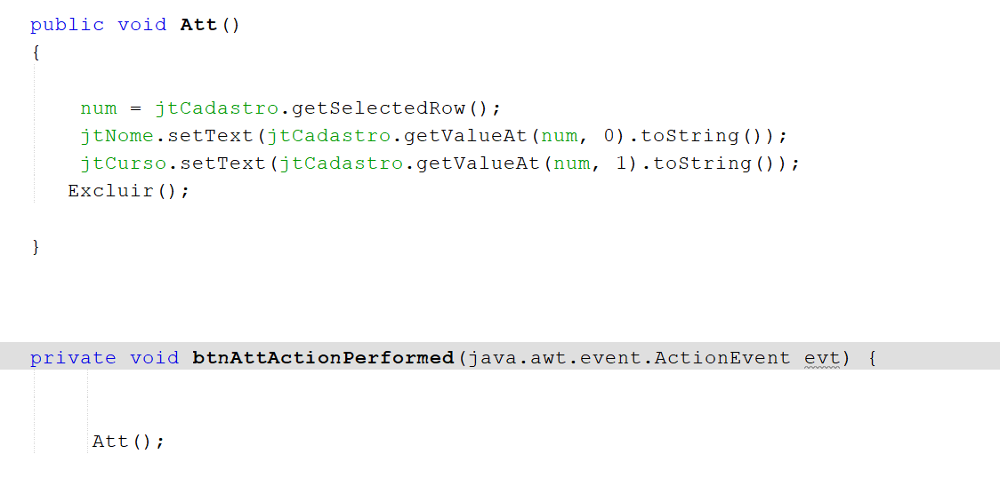 public void Att()
{
num = jtCadastro.getSelectedRow();
jtNome.setText(jtCadastro.getValueAt(num, 0).toString());
jtCurso.setText(jtCadastro.getValueAt(num, 1).toString());
Excluir();
}
private void btnAttActionPerformed(java.awt.event.ActionEvent evt) {
Att();